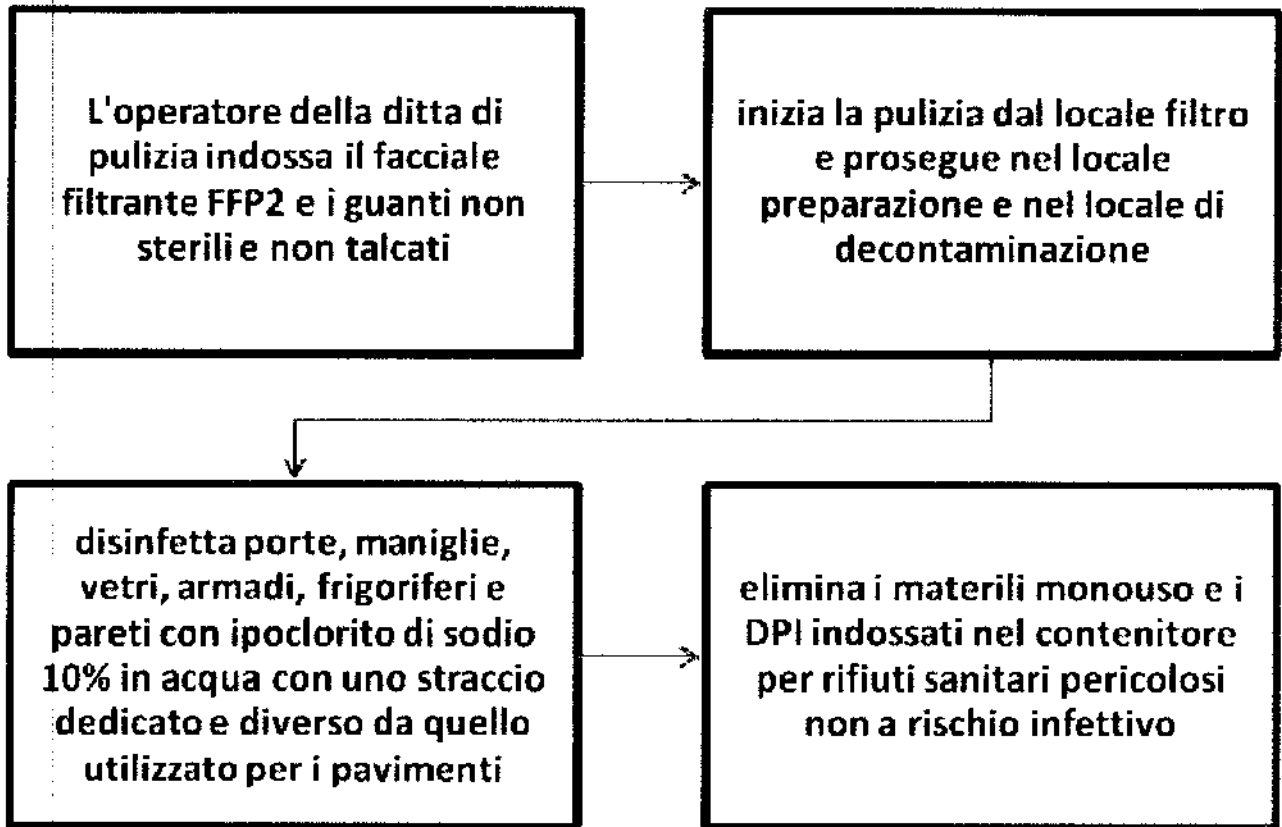 L'operatore della ditta di
pulizia indossa il facciale
filtrante FFP2 e i guanti non
sterili e non talcati
inizia la pulizia dal locale filtro
e prosegue nel locale
preparazione e nel locale di
decontaminazione
disinfetta porte, maniglie,
vetri, armadi, frigoriferi e
pareti con ipoclorito di sodio
10% in acqua con uno straccio
dedicato e diverso da quello
utilizzato per i pavimenti
elimina i materili monouso e i
DPI indossati nel contenitore
per rifiuti sanitari pericolosi
non a rischio infettivo